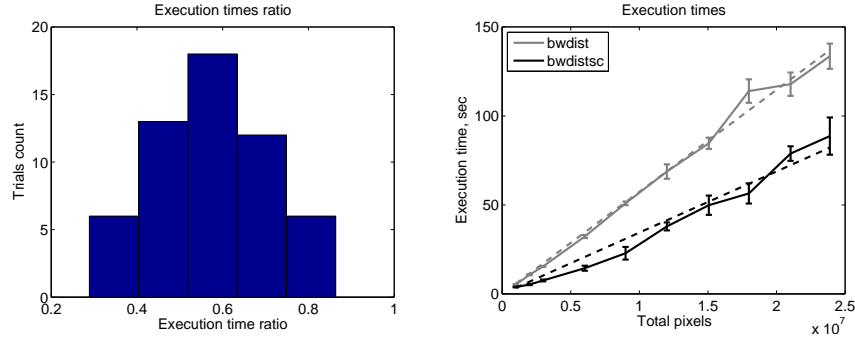 Execution times ratio
20
15
10
5
0
Trials count
0.2 0.4 0.6 0.8 1
Execution time ratio
Execution times
150
100
50
0
Execution time, sec
bwdist
bwdistsc
0 0.5 1 1.5 2 2.5
Total pixels
x 10^7